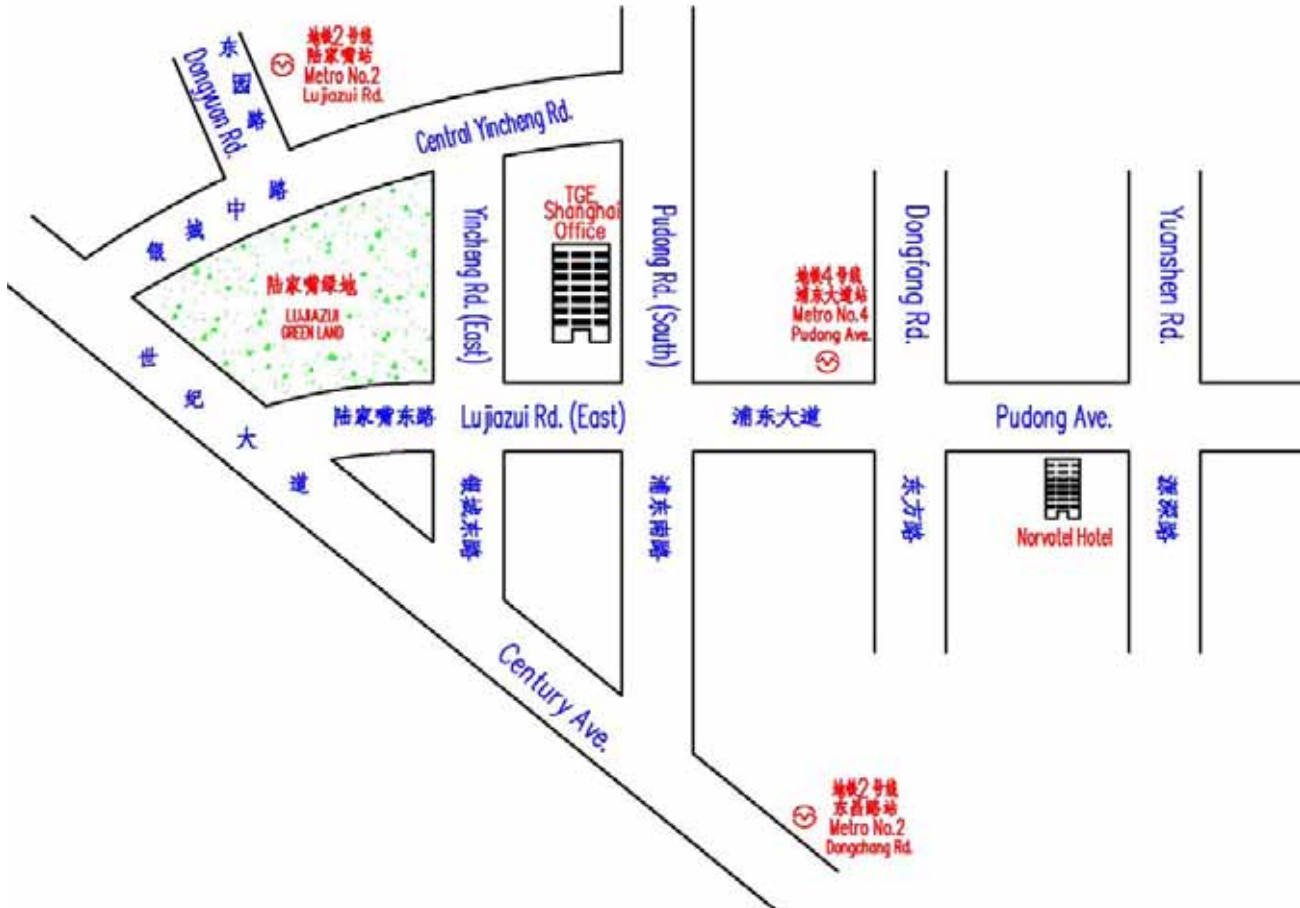 东园路
Dongyuan Rd.
地铁2号线
陆家嘴站
Metro No.2
Lujiazui Rd.
Central Yincheng Rd.
银城中路
TGE
Shanghai
Office
Yincheng Rd. (East)
Pudong Rd. (South)
Dongfang Rd.
Yuanshen Rd.
陆家嘴绿地
LUJIAZUI
GREEN LAND
地铁4号线
浦东大道站
Metro No.4
Pudong Ave.
世纪大道
陆家嘴东路
Lujiazui Rd. (East)
浦东大道
Pudong Ave.
银城东路
浦东南路
东方路
源深路
Norvotel Hotel
Century Ave.
地铁2号线
东昌路站
Metro No.2
Dongchang Rd.